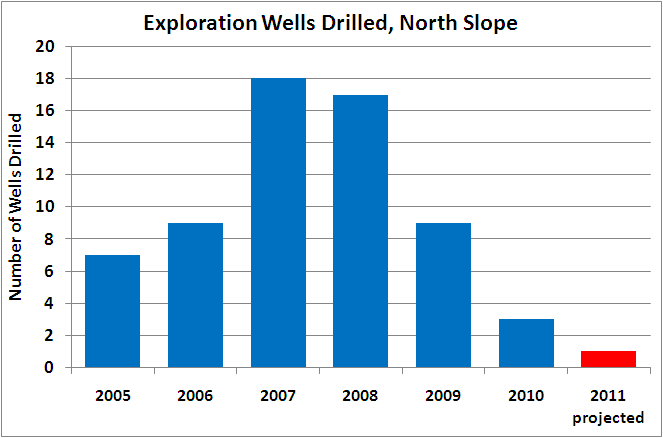 Exploration Wells Drilled, North Slope
Number of Wells Drilled
20
18
16
14
12
10
8
6
4
2
0
2005 2006 2007 2008 2009 2010 2011
projected